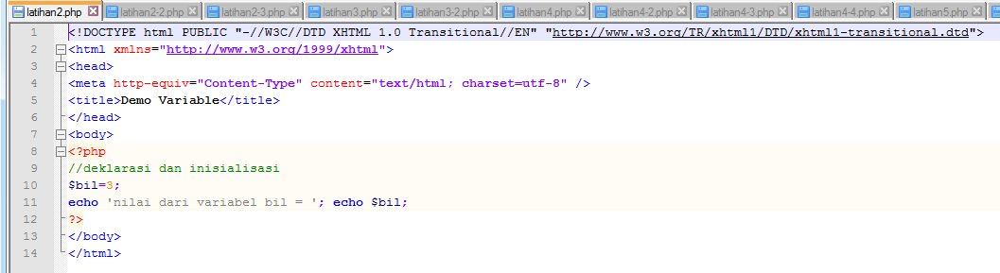 latihan2.php latihan2-2.php latihan2-3.php latihan3.php latihan3-2.php latihan4.php latihan4-2.php latihan4-3.php latihan4-4.php latihan5.php
1 <!DOCTYPE html PUBLIC "-//W3C//DTD XHTML 1.0 Transitional//EN" "http://www.w3.org/TR/xhtml1/DTD/xhtml1-transitional.dtd">
2 <html xmlns="http://www.w3.org/1999/xhtml">
3 <head>
4 <meta http-equiv="Content-Type" content="text/html; charset=utf-8" />
5 <title>Demo Variable</title>
6 </head>
7 <body>
8 <?php
9 //deklarasi dan inisialisasi
10 $bil=3;
11 echo 'nilai dari variabel bil = '; echo $bil;
12 ?>
13 </body>
14 </html>